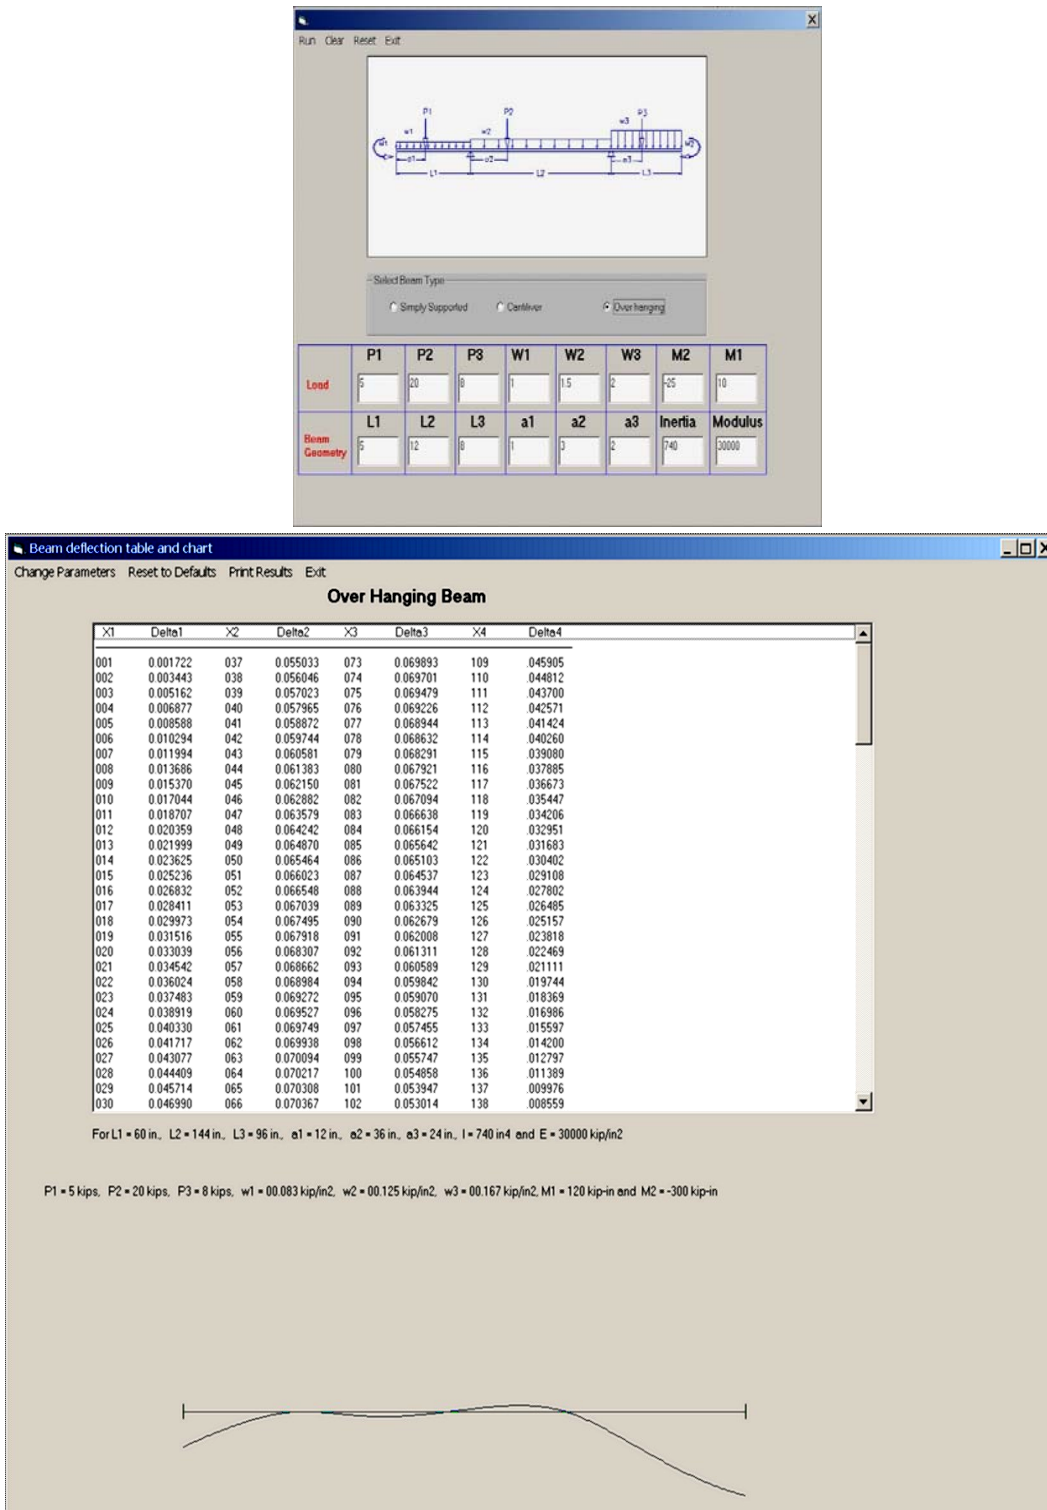 Run Clear Reset Exit
P1 P2 P3
w1 w2 w3
a1 a2 a3
L1 L2 L3
Select Beam Type
Simply Supported Cantiliver Over hanging
P1 P2 P3 W1 W2 W3 M2 M1
Load 5 20 8 1 1.5 2 -25 10
L1 L2 L3 a1 a2 a3 Inertia Modulus
Beam Geometry 5 12 8 1 3 2 740 30000
Beam deflection table and chart
Change Parameters Reset to Defaults Print Results Exit
Over Hanging Beam
X1 Delta1 X2 Delta2 X3 Delta3 X4 Delta4
001 0.001722 037 0.055033 073 0.069893 109 .045905
002 0.003443 038 0.056046 074 0.069701 110 .044812
003 0.005162 039 0.057023 075 0.069479 111 .043700
004 0.006877 040 0.057965 076 0.069226 112 .042571
005 0.008588 041 0.058872 077 0.068944 113 .041424
006 0.010294 042 0.059744 078 0.068632 114 .040260
007 0.011994 043 0.060581 079 0.068291 115 .039080
008 0.013686 044 0.061383 080 0.067921 116 .037885
009 0.015370 045 0.062150 081 0.067522 117 .036673
010 0.017044 046 0.062882 082 0.067094 118 .035447
011 0.018707 047 0.063579 083 0.066638 119 .034206
012 0.020359 048 0.064242 084 0.066154 120 .032951
013 0.021999 049 0.064870 085 0.065642 121 .031683
014 0.023625 050 0.065464 086 0.065103 122 .030402
015 0.025236 051 0.066023 087 0.064537 123 .029108
016 0.026832 052 0.066548 088 0.063944 124 .027802
017 0.028411 053 0.067039 089 0.063325 125 .026485
018 0.029973 054 0.067495 090 0.062679 126 .025157
019 0.031516 055 0.067918 091 0.062008 127 .023818
020 0.033039 056 0.068307 092 0.061311 128 .022469
021 0.034542 057 0.068662 093 0.060589 129 .021111
022 0.036024 058 0.068984 094 0.059842 130 .019744
023 0.037483 059 0.069272 095 0.059070 131 .018369
024 0.038919 060 0.069527 096 0.058275 132 .016986
025 0.040330 061 0.069749 097 0.057455 133 .015597
026 0.041717 062 0.069938 098 0.056612 134 .014200
027 0.043077 063 0.070094 099 0.055747 135 .012797
028 0.044409 064 0.070217 100 0.054858 136 .011389
029 0.045714 065 0.070308 101 0.053947 137 .009976
030 0.046990 066 0.070367 102 0.053014 138 .008559
For L1 = 60 in., L2 = 144 in., L3 = 96 in., a1 = 12 in., a2 = 36 in., a3 = 24 in., I = 740 in4 and E = 30000 kip/in2
P1 = 5 kips, P2 = 20 kips, P3 = 8 kips, w1 = 00.083 kip/in2, w2 = 00.125 kip/in2, w3 = 00.167 kip/in2, M1 = 120 kip-in and M2 = -300 kip-in